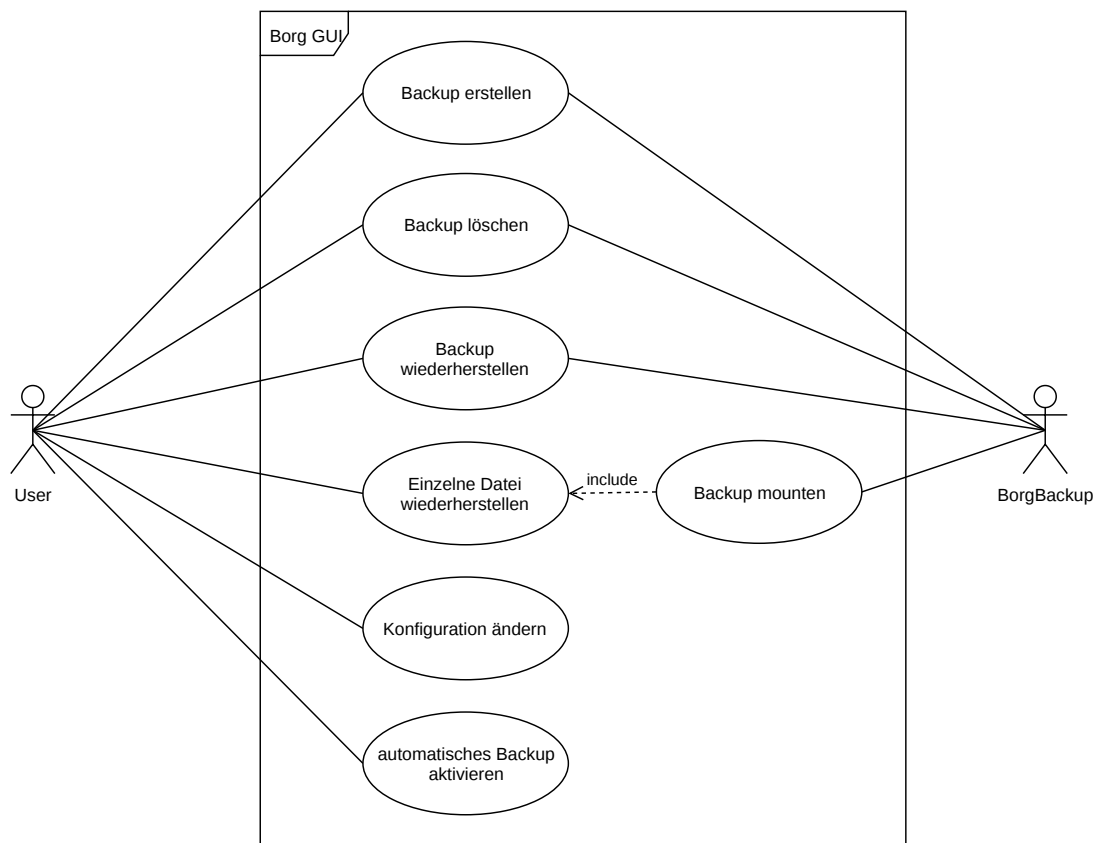 Borg GUI
Backup erstellen
Backup löschen
Backup
wiederherstellen
Einzelne Datei
wiederherstellen
include
Backup mounten
User
BorgBackup
Konfiguration ändern
automatisches Backup
aktivieren